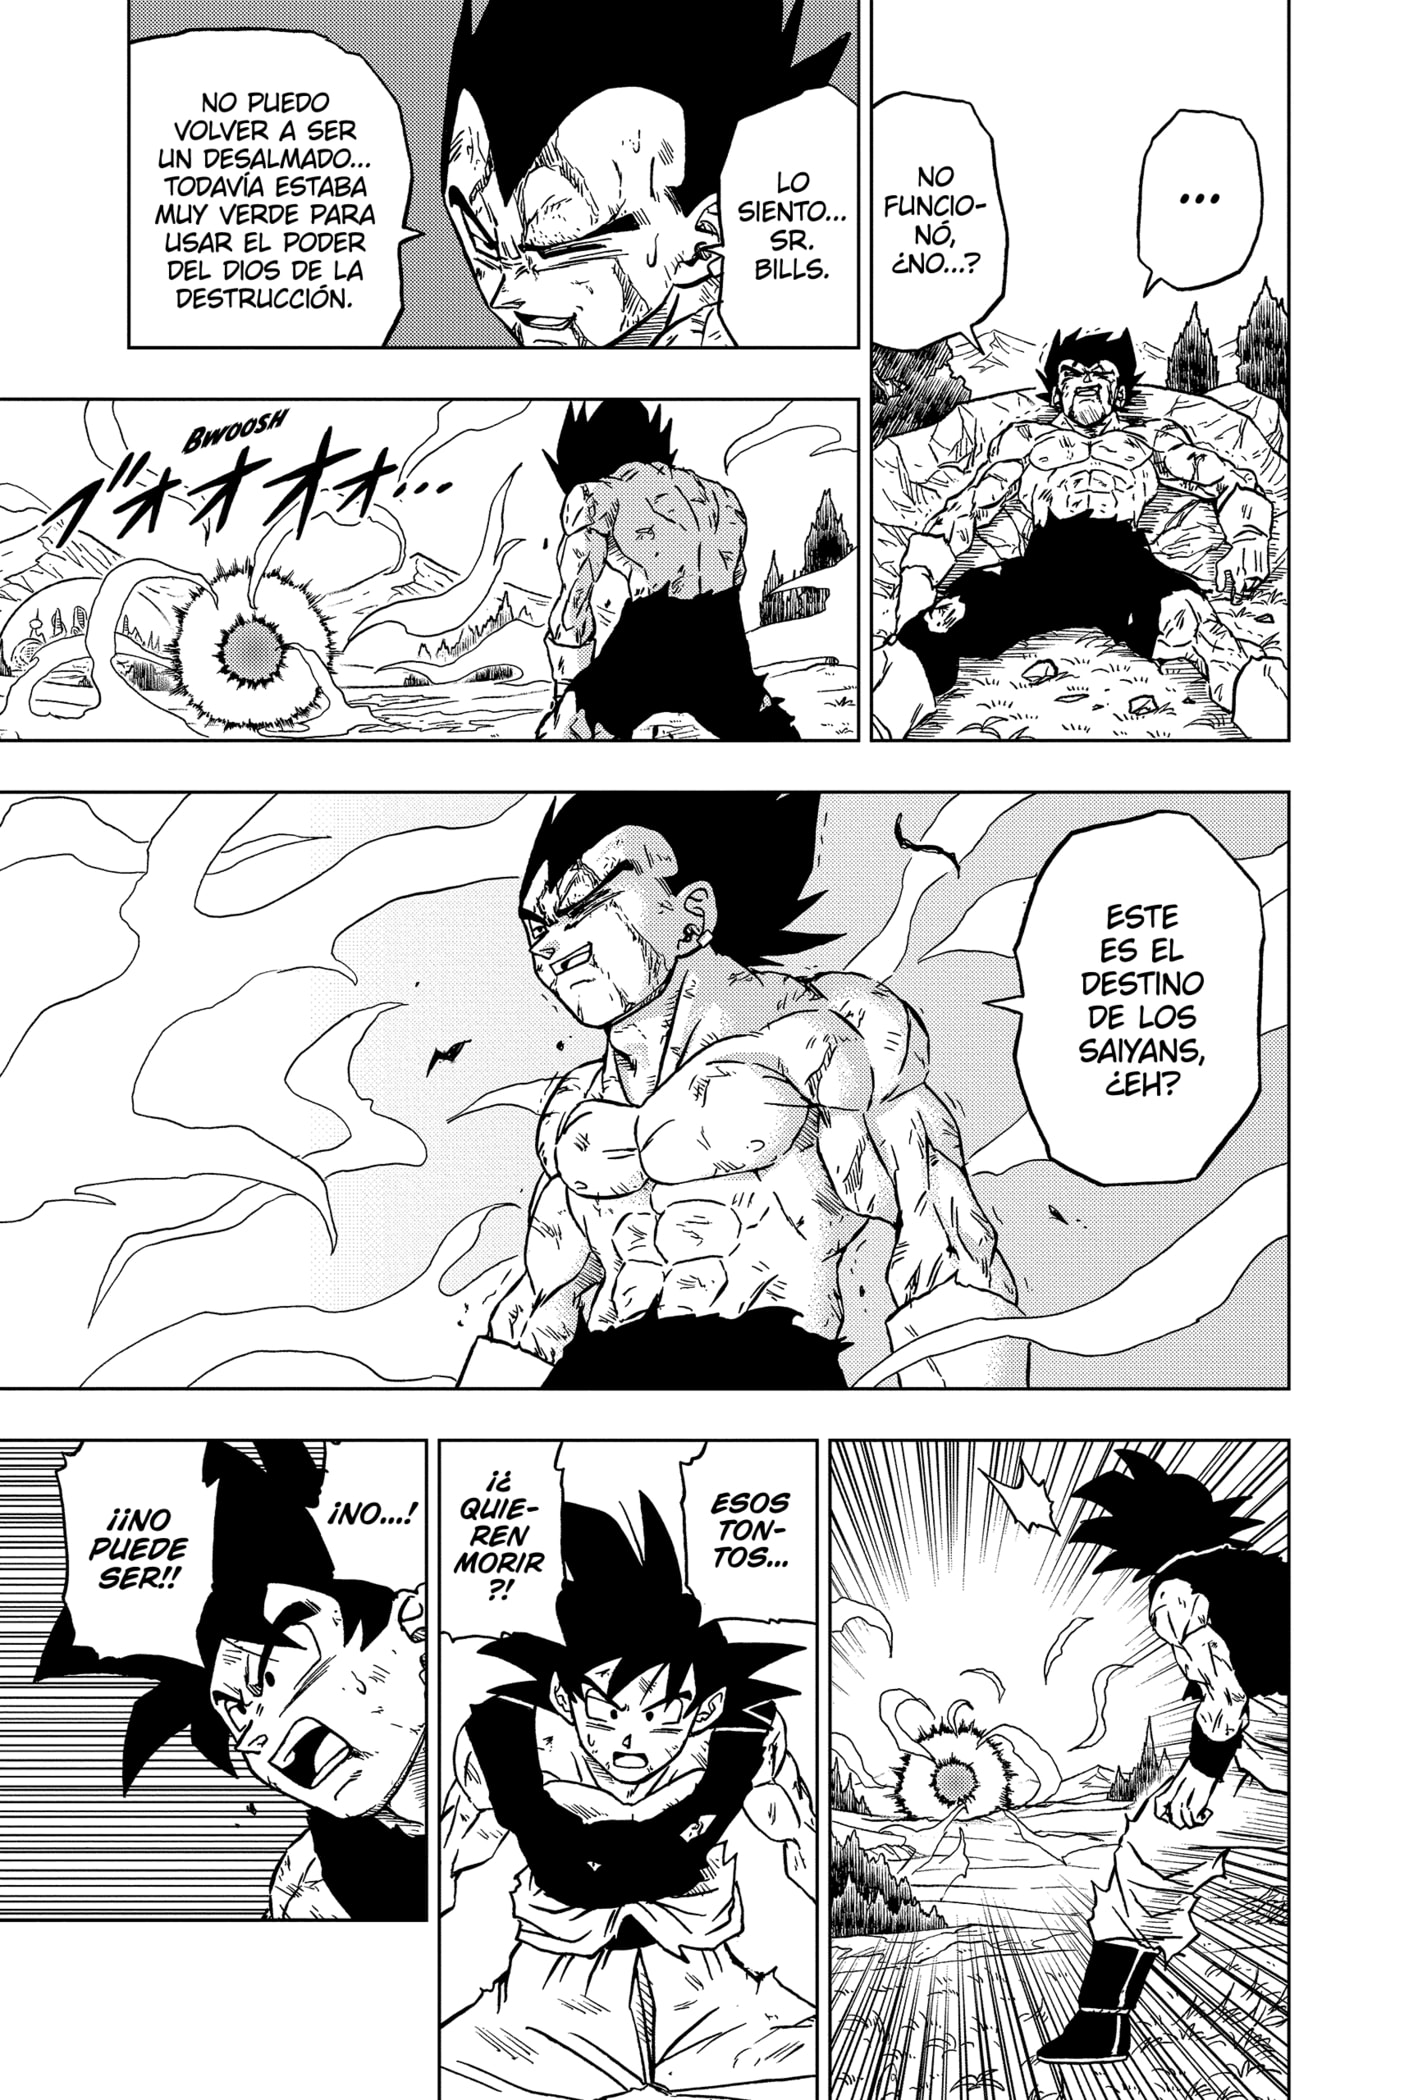 ...
NO
FUNCIO-
NÓ,
¿NO...?
LO
SIENTO...
SR.
BILLS.
NO PUEDO
VOLVER A SER
UN DESALMADO...
TODAVÍA ESTABA
MUY VERDE PARA
USAR EL PODER
DEL DIOS DE LA
DESTRUCCIÓN.
BWOOSH
ブオオオォ...
ESTE
ES EL
DESTINO
DE LOS
SAIYANS,
¿EH?
ESOS
TON-
TOS...
¡¿
QUIE-
REN
MORIR
?!
¡NO...!
¡¡NO
PUEDE
SER!!